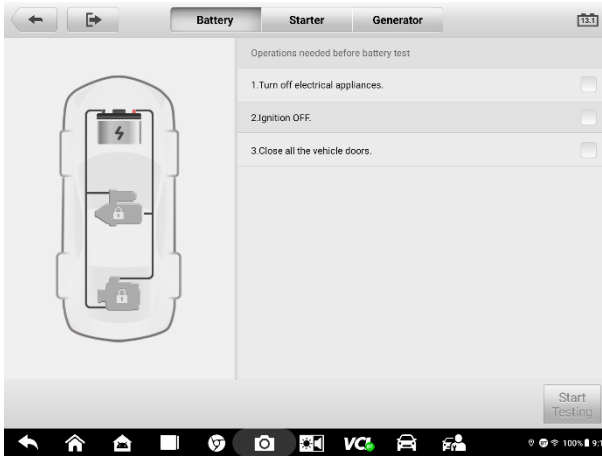 Battery
Starter
Generator
13.1
Operations needed before battery test
1.Turn off electrical appliances.
2.Ignition OFF.
3.Close all the vehicle doors.
Start
Testing
VCI
100%